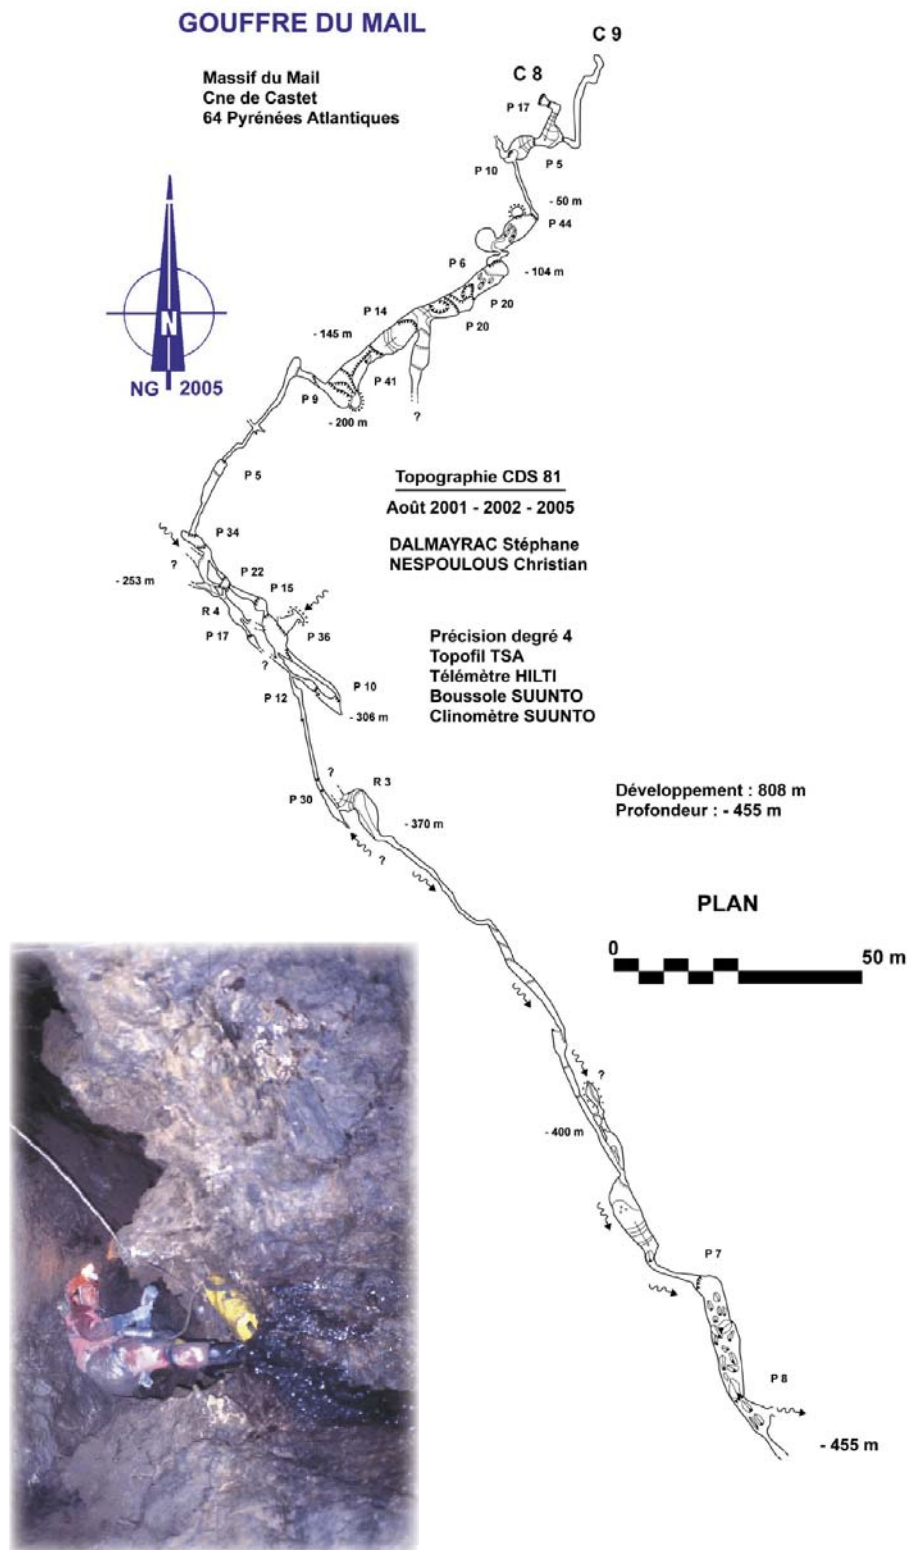 GOUFFRE DU MAIL
C 9
Massif du Mail
Cne de Castet
64 Pyrénées Atlantiques
C 8
P 17
P 10
P 5
- 50 m
P 44
P 6
- 104 m
P 20
P 14
P 20
- 145 m
P 41
P 9
?
- 200 m
N
NG 2005
P 5
Topographie CDS 81
Août 2001 - 2002 - 2005
DALMAYRAC Stéphane
NESPOULOUS Christian
P 34
?
P 22
- 253 m
P 15
R 4
P 17
P 36
?
P 10
P 12
- 306 m
Précision degré 4
Topofil TSA
Télémètre HILTI
Boussole SUUNTO
Clinomètre SUUNTO
?
R 3
P 30
- 370 m
?
Développement : 808 m
Profondeur : - 455 m
PLAN
0
50 m
?
- 400 m
P 7
P 8
- 455 m